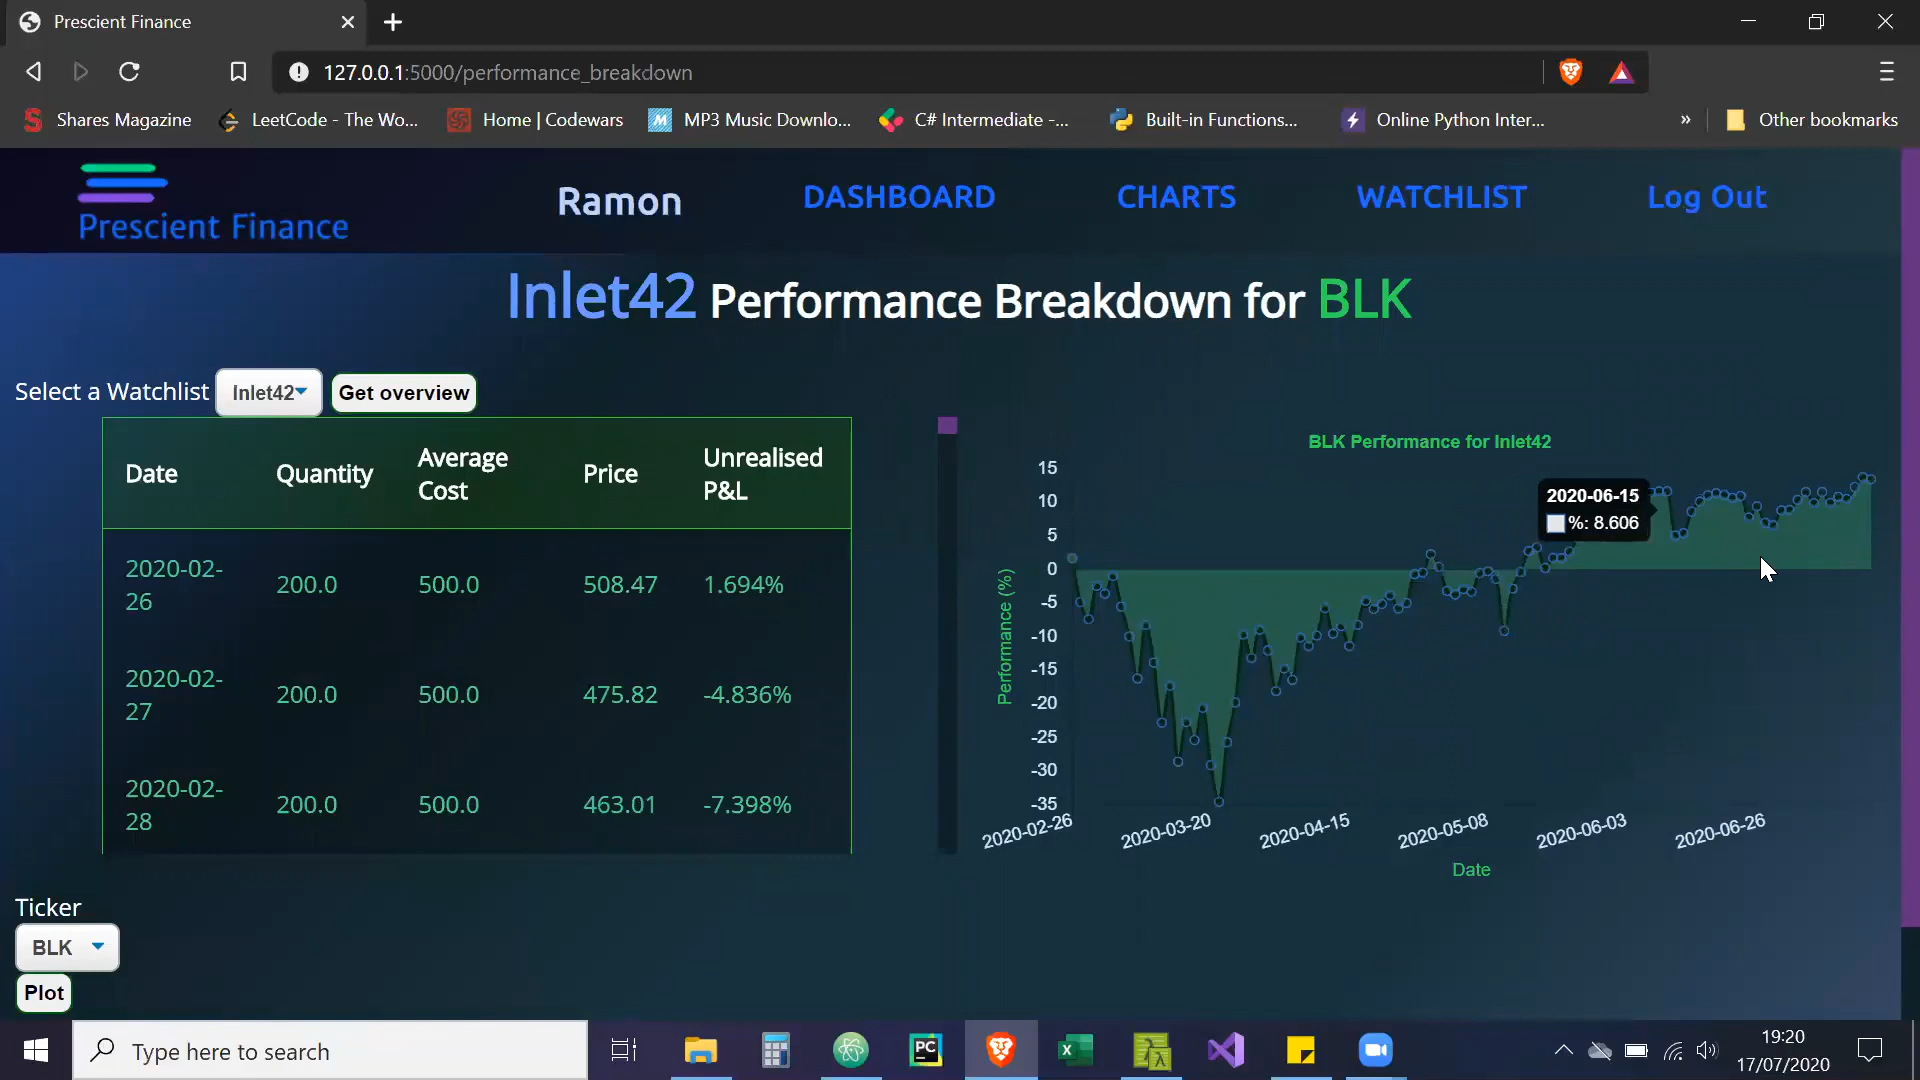 Prescient Finance
127.0.0.1:5000/performance_breakdown
Shares Magazine
LeetCode - The Wo...
Home | Codewars
MP3 Music Downlo...
C# Intermediate -...
Built-in Functions...
Online Python Inter...
»
Other bookmarks
Prescient Finance
Ramon
DASHBOARD
CHARTS
WATCHLIST
Log Out
Inlet42 Performance Breakdown for BLK
Select a Watchlist
Inlet42
Get overview
Date
Quantity
Average
Cost
Price
Unrealised
P&L
2020-02-
26
200.0
500.0
508.47
1.694%
2020-02-
27
200.0
500.0
475.82
-4.836%
2020-02-
28
200.0
500.0
463.01
-7.398%
BLK Performance for Inlet42
15
10
5
0
-5
-10
-15
-20
-25
-30
-35
Performance (%)
2020-06-15
%: 8.606
2020-02-26
2020-03-20
2020-04-15
2020-05-08
2020-06-03
2020-06-26
Date
Ticker
BLK
Plot
Type here to search
19:20
17/07/2020